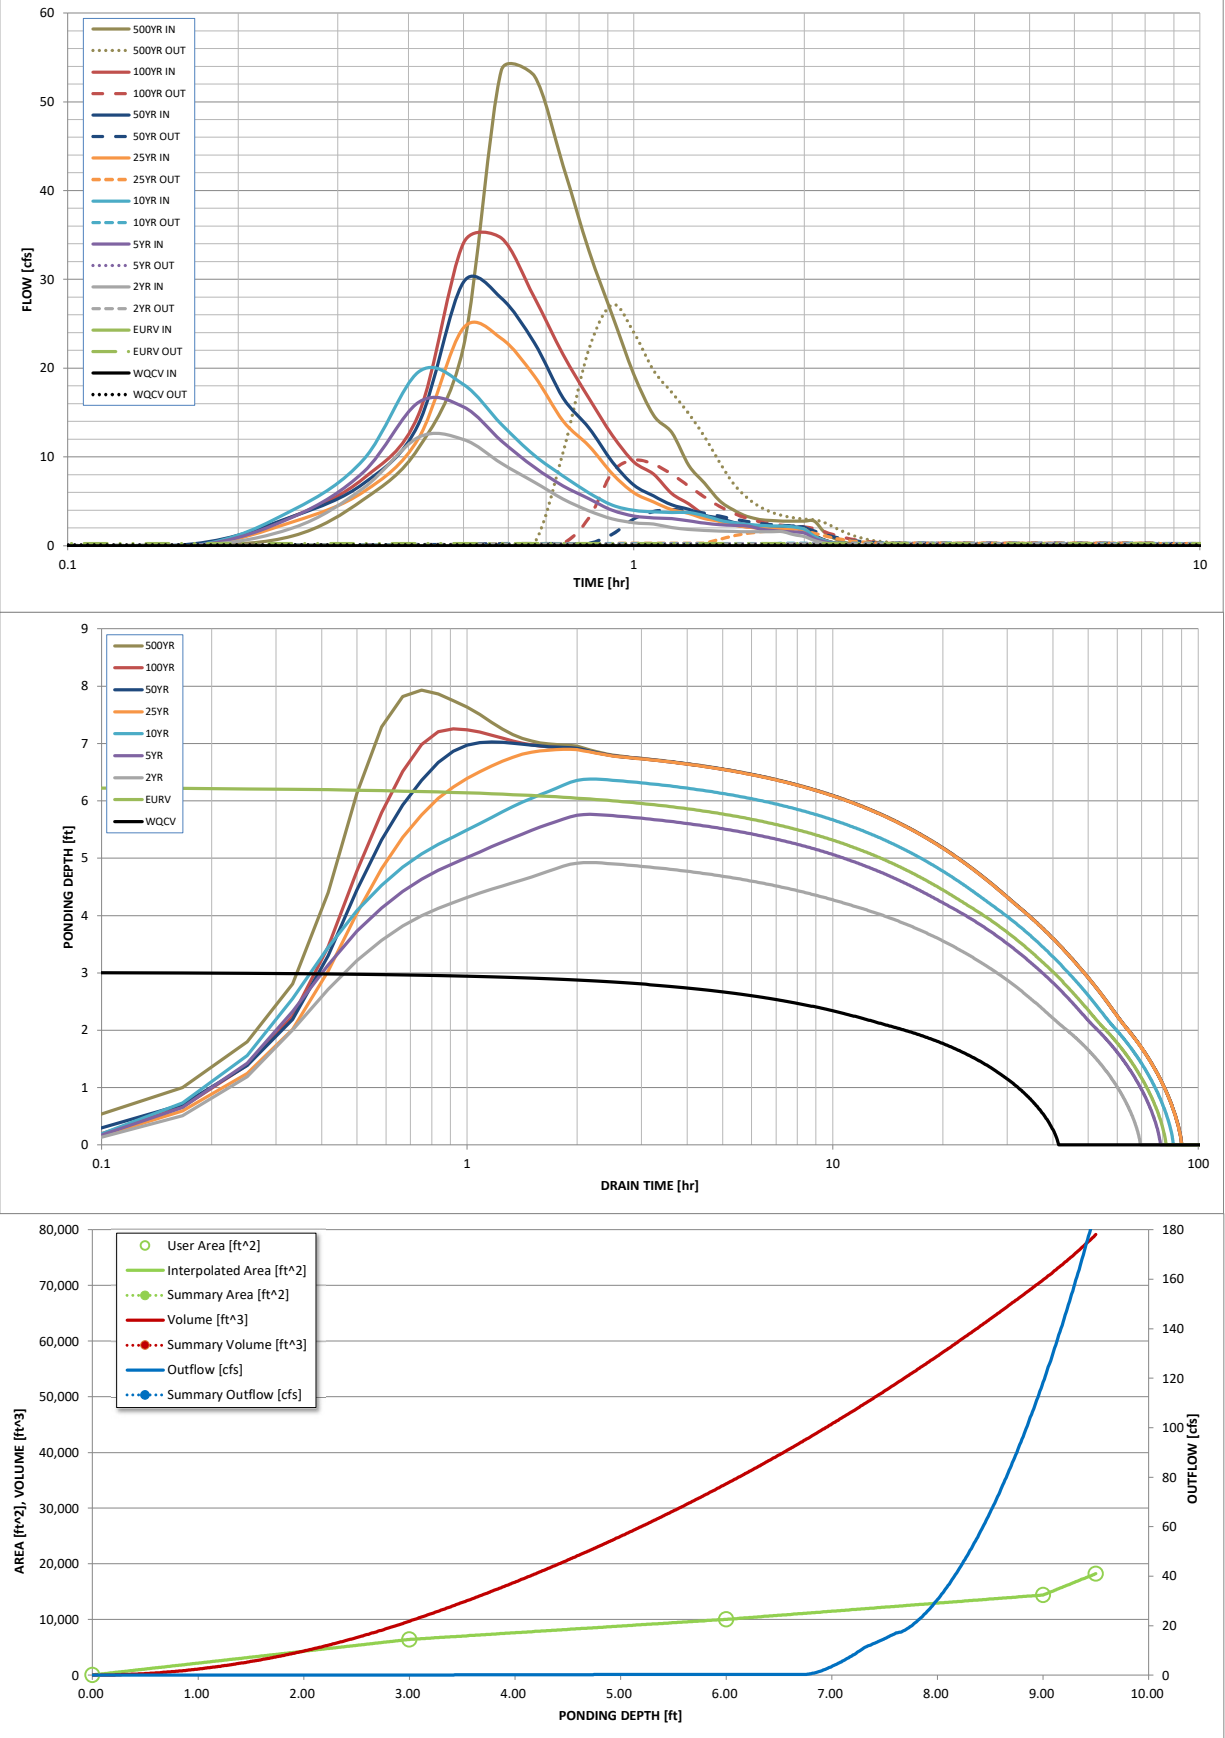 60
50
40
30
20
10
0
FLOW [cfs]
500YR IN
500YR OUT
100YR IN
100YR OUT
50YR IN
50YR OUT
25YR IN
25YR OUT
10YR IN
10YR OUT
5YR IN
5YR OUT
2YR IN
2YR OUT
EURV IN
EURV OUT
WQCV IN
WQCV OUT
0.1
1
10
TIME [hr]
9
8
7
6
5
4
3
2
1
0
PONDING DEPTH [ft]
500YR
100YR
50YR
25YR
10YR
5YR
2YR
EURV
WQCV
0.1
1
10
100
DRAIN TIME [hr]
80,000
70,000
60,000
50,000
40,000
30,000
20,000
10,000
0
AREA [ft^2], VOLUME [ft^3]
User Area [ft^2]
Interpolated Area [ft^2]
Summary Area [ft^2]
Volume [ft^3]
Summary Volume [ft^3]
Outflow [cfs]
Summary Outflow [cfs]
180
160
140
120
100
80
60
40
20
0
OUTFLOW [cfs]
0.00
1.00
2.00
3.00
4.00
5.00
6.00
7.00
8.00
9.00
10.00
PONDING DEPTH [ft]